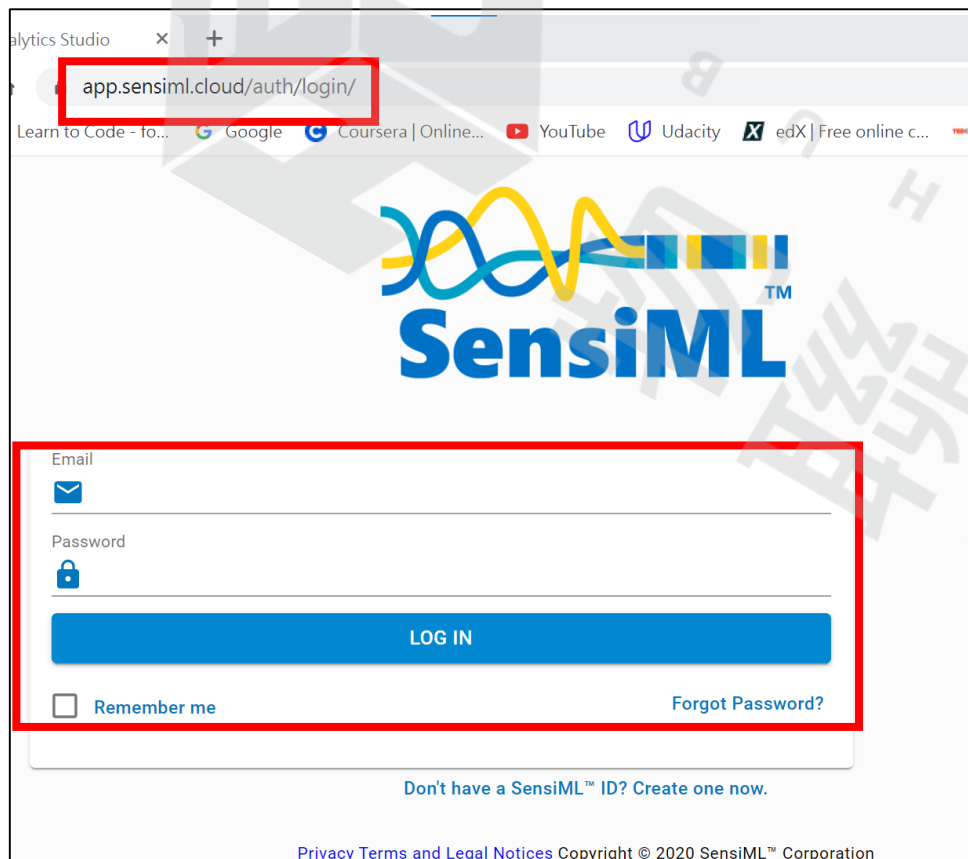 alytics Studio × +
app.sensiml.cloud/auth/login/
Learn to Code - fo... Google Coursera | Online... YouTube Udacity edX | Free online c...
SensiML™
Email
Password
LOG IN
Remember me Forgot Password?
Don't have a SensiML™ ID? Create one now.
Privacy Terms and Legal Notices Copyright © 2020 SensiML™ Corporation